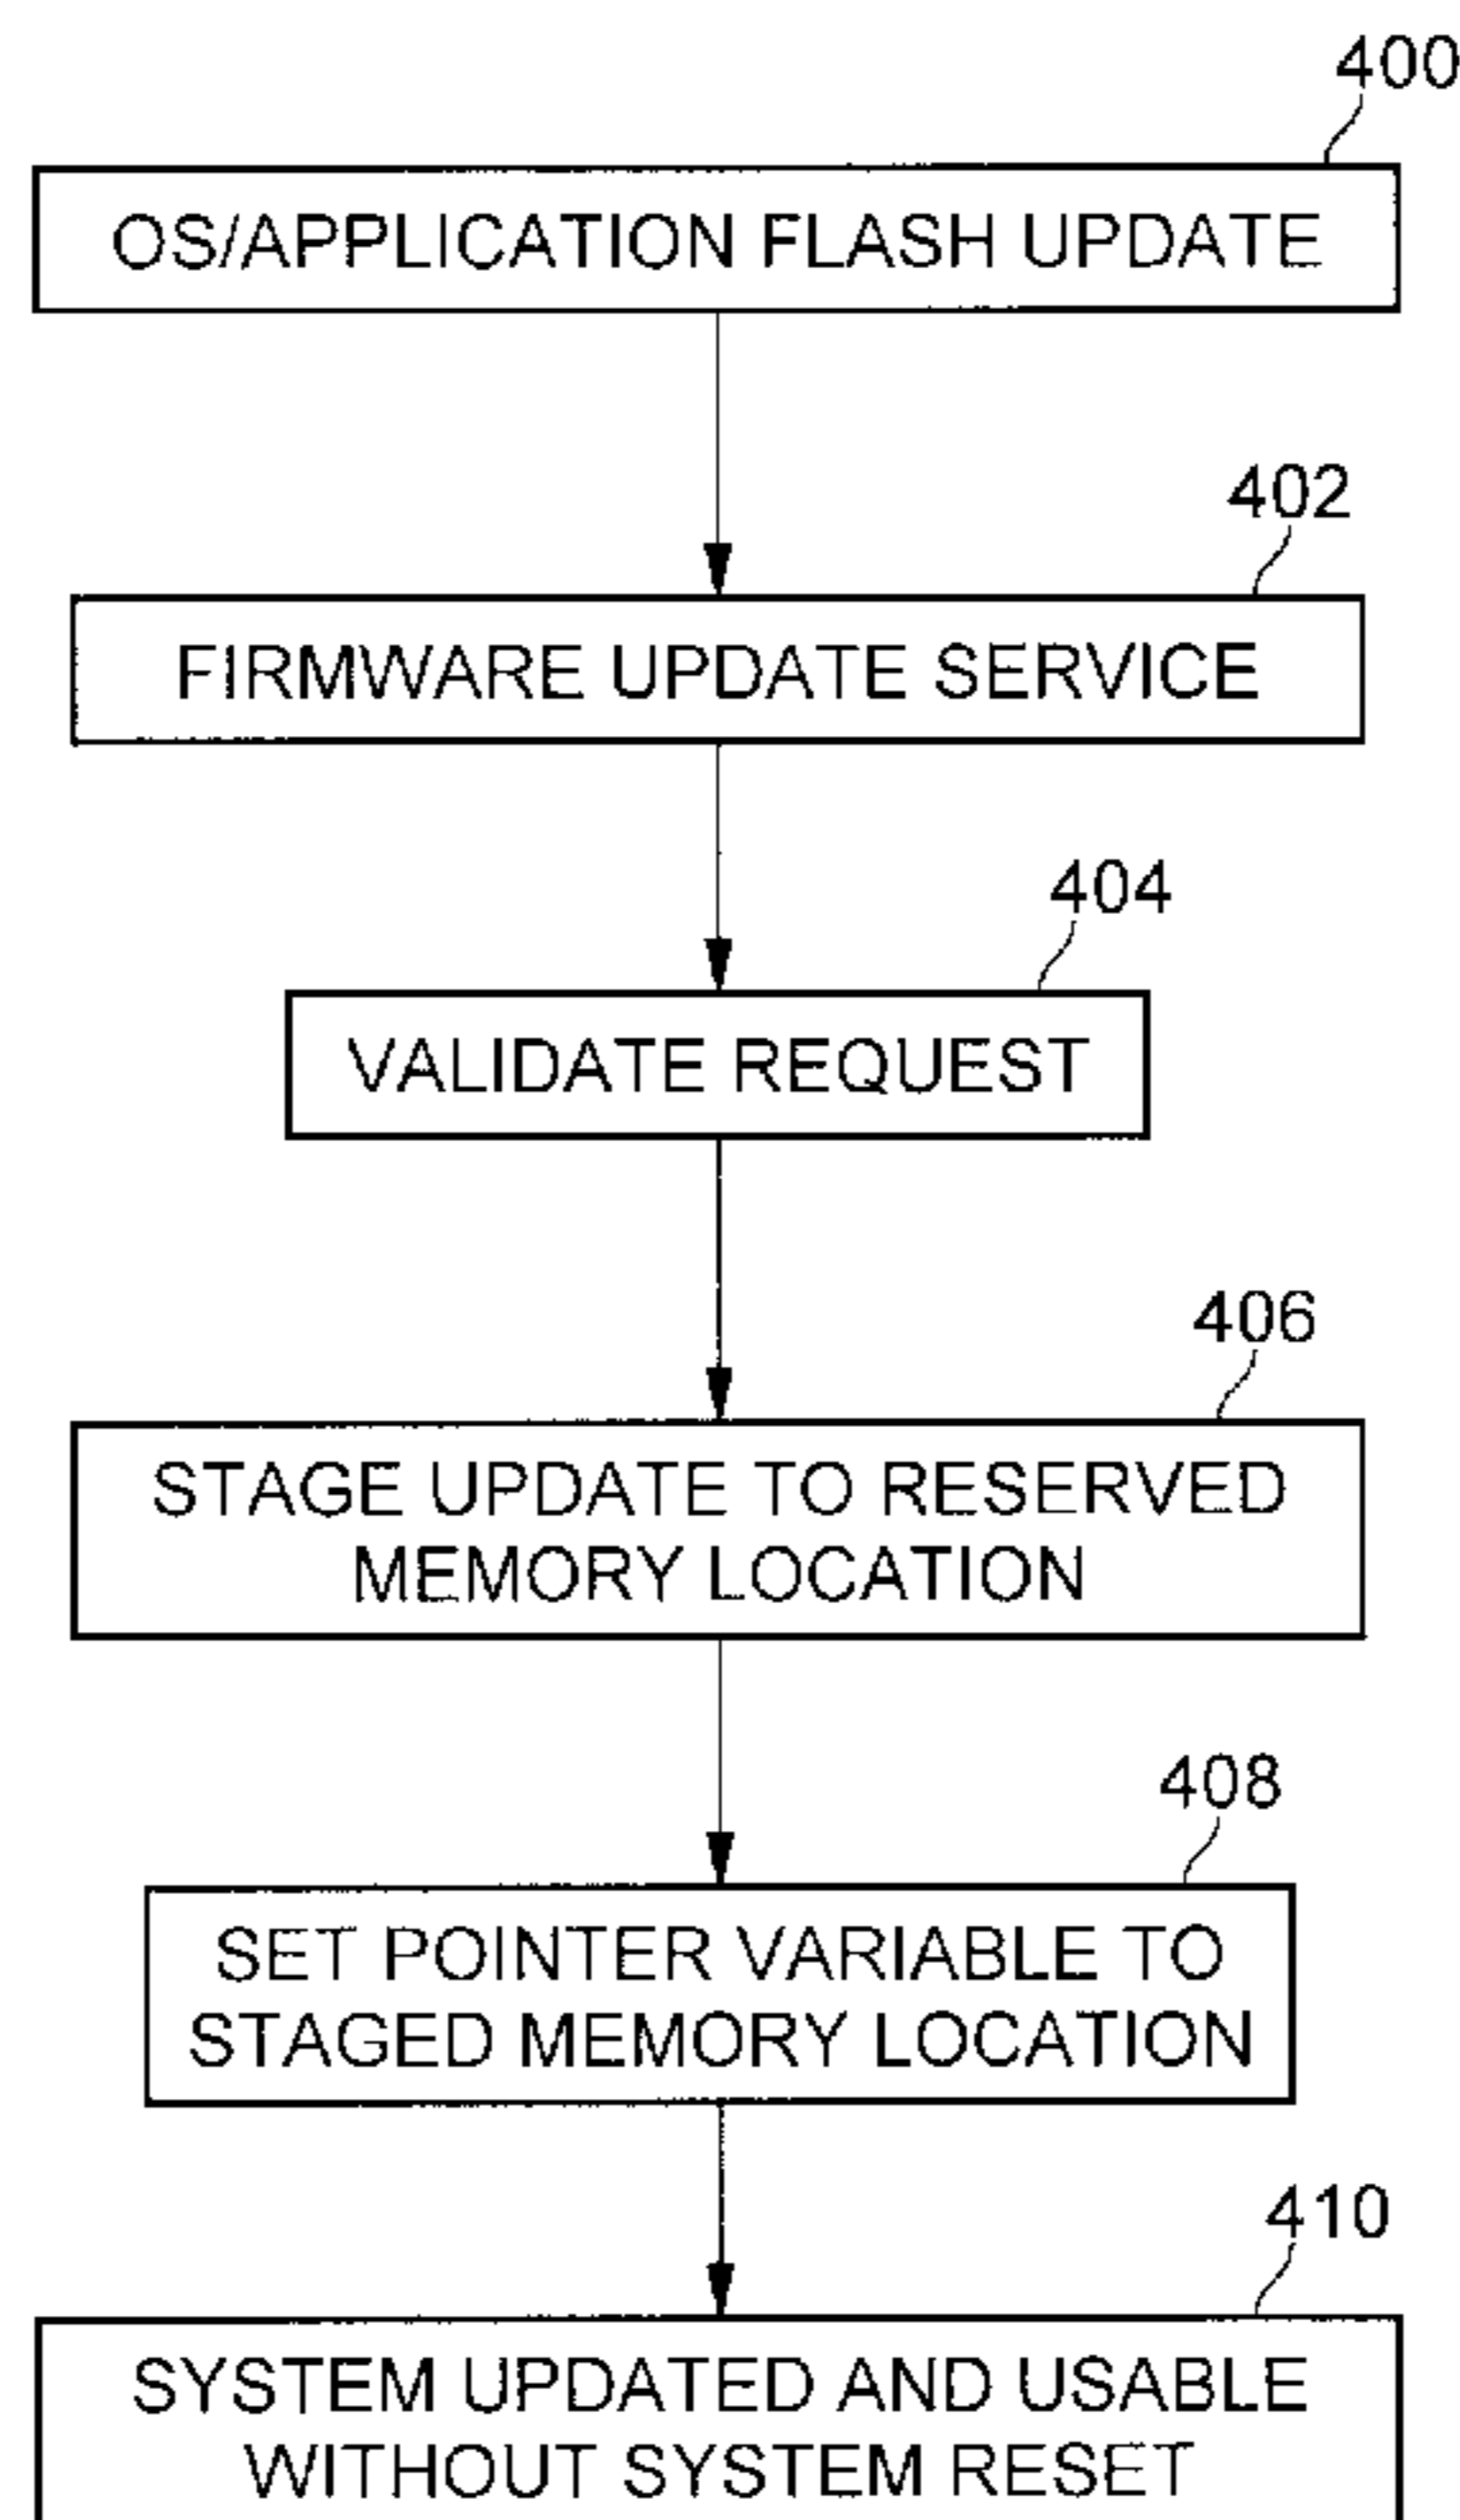 400
OS/APPLICATION FLASH UPDATE
402
FIRMWARE UPDATE SERVICE
404
VALIDATE REQUEST
406
STAGE UPDATE TO RESERVED
MEMORY LOCATION
408
SET POINTER VARIABLE TO
STAGED MEMORY LOCATION
410
SYSTEM UPDATED AND USABLE
WITHOUT SYSTEM RESET